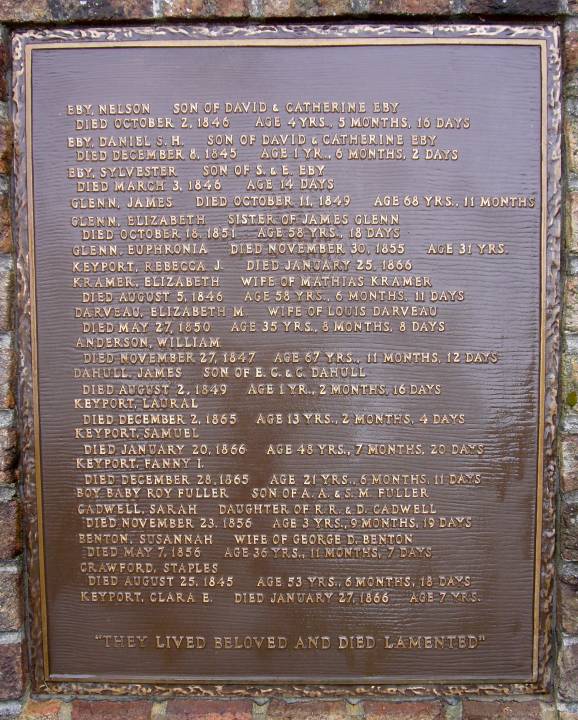 EBY, NELSON SON OF DAVID & CATHERINE EBY
DIED OCTOBER 2, 1846 AGE 4 YRS., 5 MONTHS, 16 DAYS
EBY, DANIEL S. H. SON OF DAVID & CATHERINE EBY
DIED DECEMBER 8, 1845 AGE 1 YR., 6 MONTHS, 2 DAYS
EBY, SYLVESTER SON OF S. & E. EBY
DIED MARCH 3, 1846 AGE 14 DAYS
GLENN, JAMES DIED OCTOBER 11, 1849 AGE 68 YRS., 11 MONTHS
GLENN, ELIZABETH SISTER OF JAMES GLENN
DIED OCTOBER 18, 1851 AGE 58 YRS., 18 DAYS
GLENN, EUPHRONIA DIED NOVEMBER 30, 1855 AGE 31 YRS.
KEYPORT, REBECCA J. DIED JANUARY 25, 1866
KRAMER, ELIZABETH WIFE OF MATHIAS KRAMER
DIED AUGUST 5, 1846 AGE 58 YRS., 6 MONTHS, 11 DAYS
DARVEAU, ELIZABETH M. WIFE OF LOUIS DARVEAU
DIED MAY 27, 1850 AGE 35 YRS., 8 MONTHS, 8 DAYS
ANDERSON, WILLIAM
DIED NOVEMBER 27, 1847 AGE 67 YRS., 11 MONTHS, 12 DAYS
DAHULL, JAMES SON OF E. C. & C. DAHULL
DIED AUGUST 2, 1849 AGE 1 YR., 2 MONTHS, 16 DAYS
KEYPORT, LAURAL
DIED DECEMBER 2, 1865 AGE 13 YRS., 2 MONTHS, 4 DAYS
KEYPORT, SAMUEL
DIED JANUARY 20, 1866 AGE 48 YRS., 7 MONTHS, 20 DAYS
KEYPORT, FANNY I.
DIED DECEMBER 28, 1865 AGE 21 YRS., 6 MONTHS, 11 DAYS
BOY BABY ROY FULLER SON OF A. A. & S. M. FULLER
CADWELL, SARAH DAUGHTER OF R. R. & D. CADWELL
DIED NOVEMBER 23, 1856 AGE 3 YRS., 9 MONTHS, 19 DAYS
BENTON, SUSANNAH WIFE OF GEORGE D. BENTON
DIED MAY 7, 1856 AGE 36 YRS., 11 MONTHS, 7 DAYS
CRAWFORD, STAPLES
DIED AUGUST 25, 1845 AGE 53 YRS., 6 MONTHS, 18 DAYS
KEYPORT, CLARA E. DIED JANUARY 27, 1866 AGE 7 YRS.
"THEY LIVED BELOVED AND DIED LAMENTED"